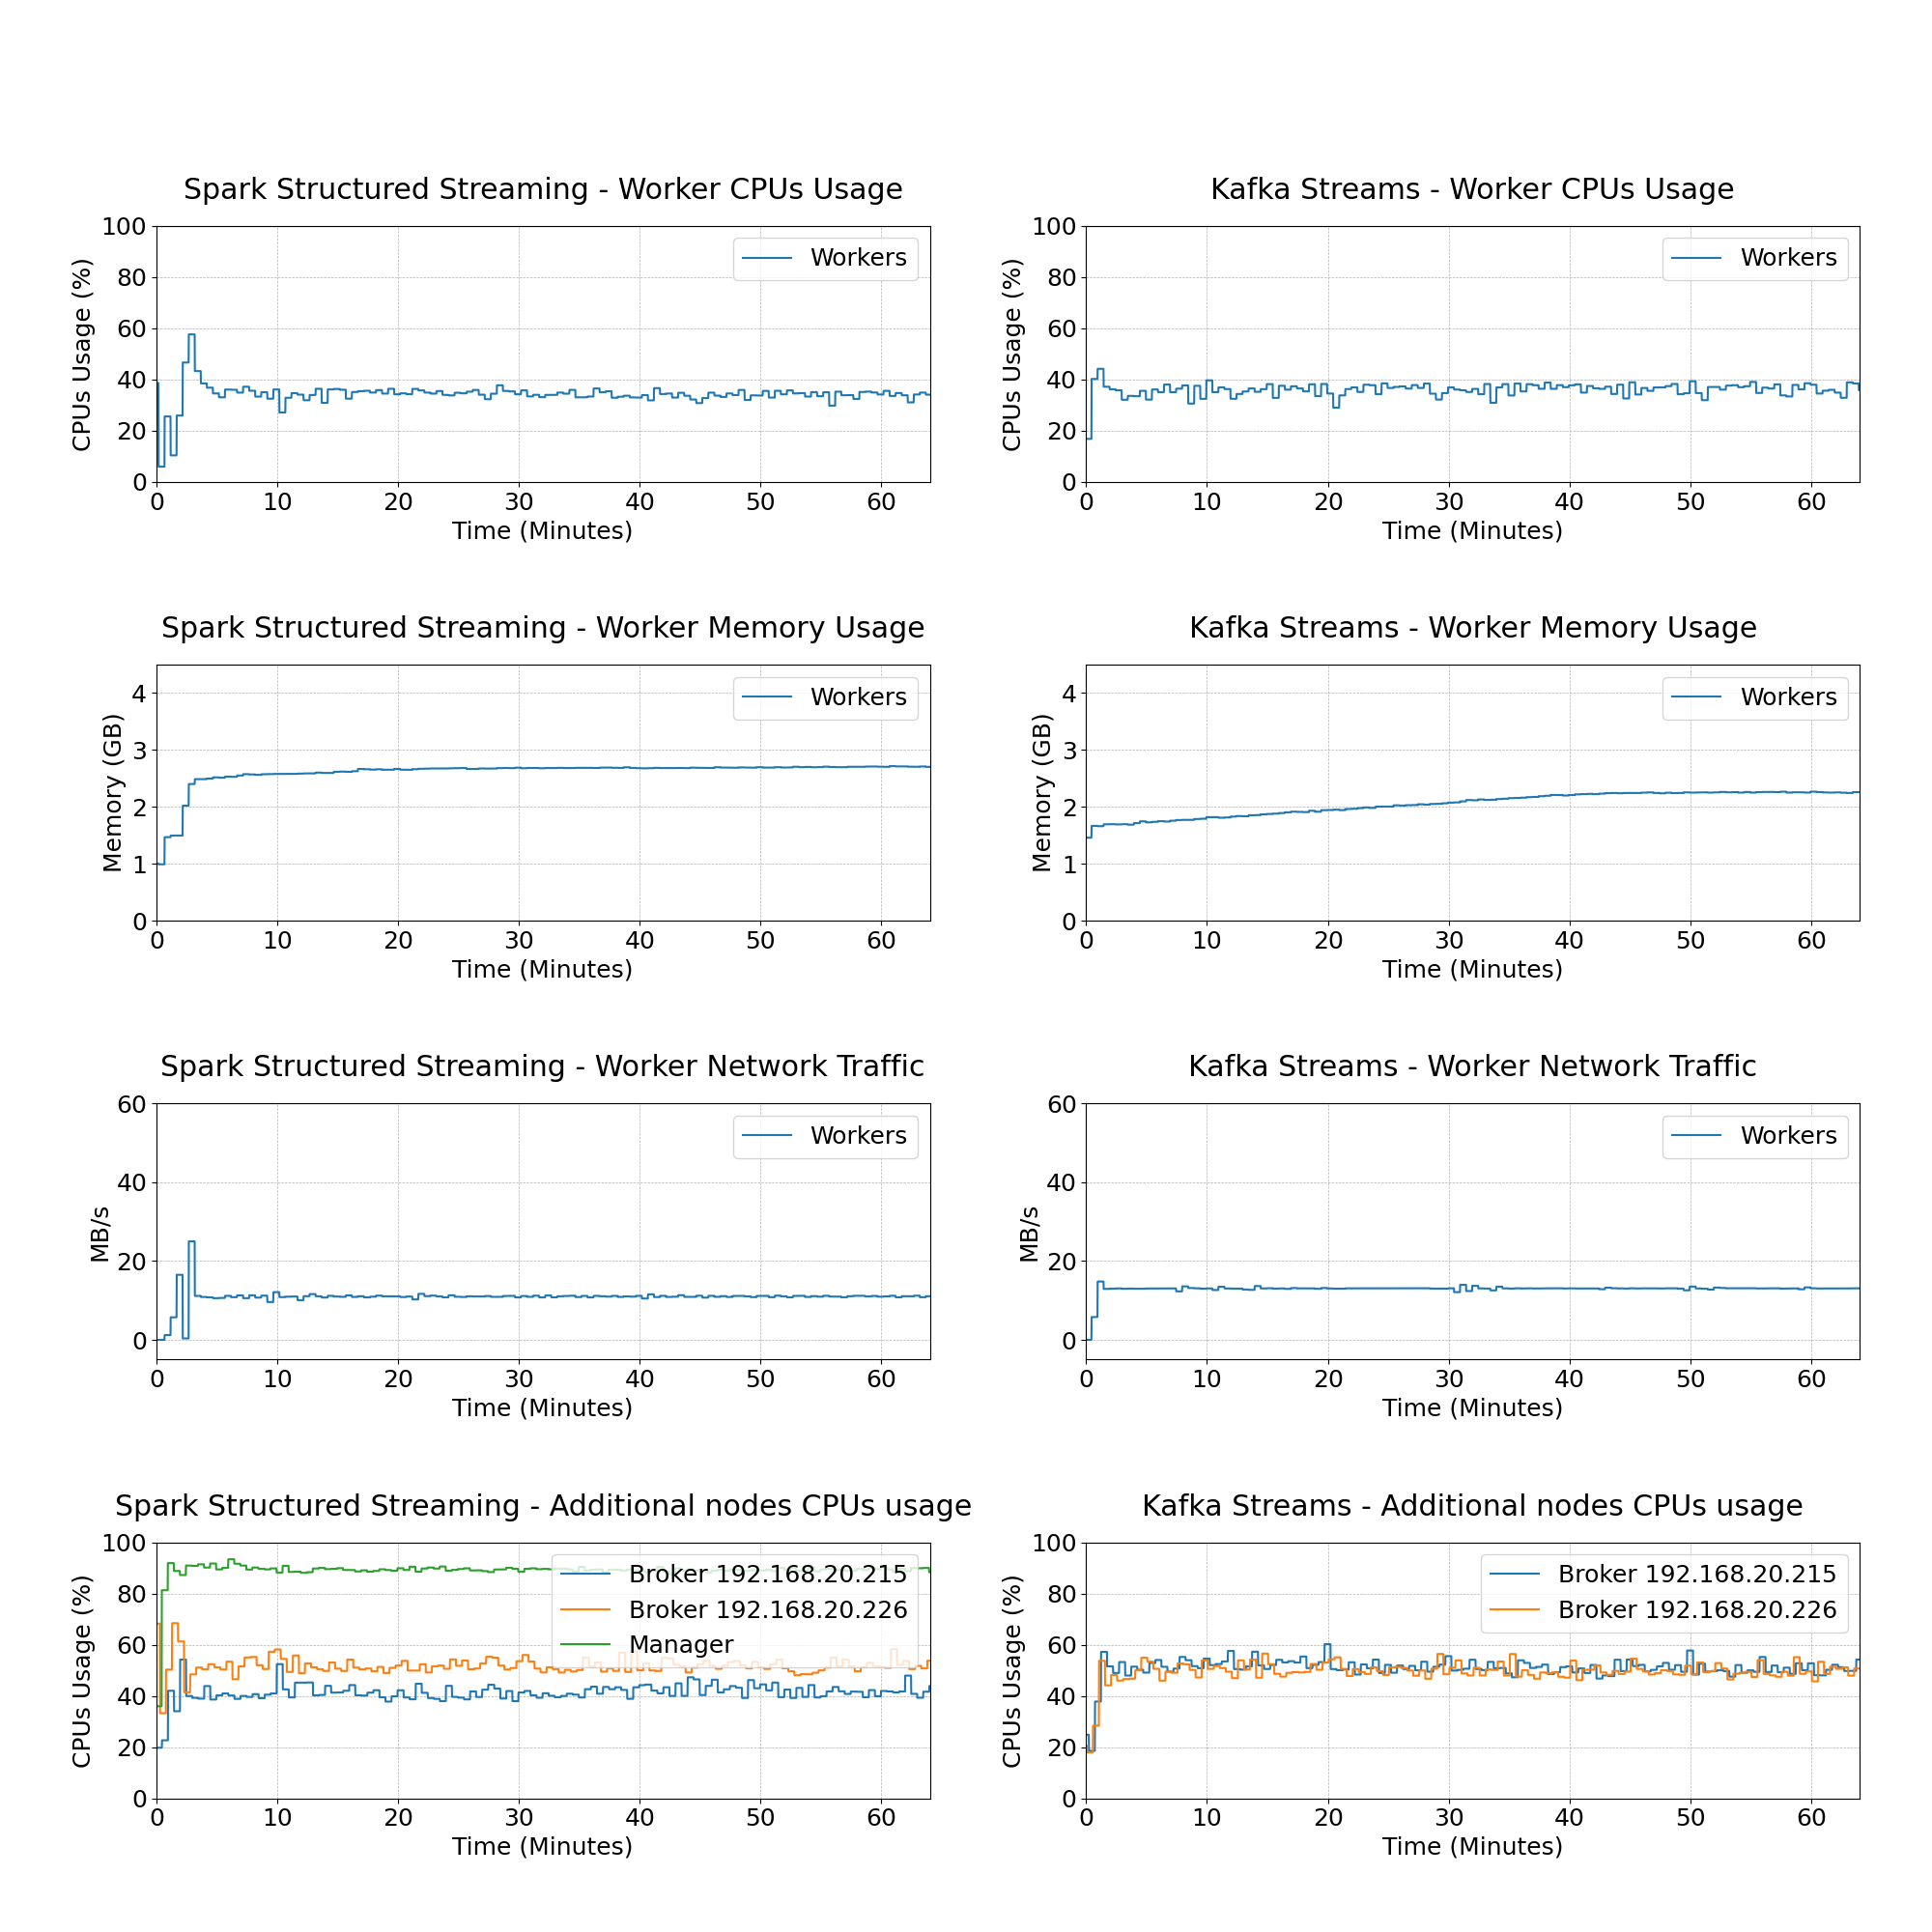 Spark Structured Streaming - Worker CPUs Usage
CPUs Usage (%)
100
80
60
40
20
0
Workers
0 10 20 30 40 50 60
Time (Minutes)
Kafka Streams - Worker CPUs Usage
CPUs Usage (%)
100
80
60
40
20
0
Workers
0 10 20 30 40 50 60
Time (Minutes)
Spark Structured Streaming - Worker Memory Usage
Memory (GB)
4
3
2
1
0
Workers
0 10 20 30 40 50 60
Time (Minutes)
Kafka Streams - Worker Memory Usage
Memory (GB)
4
3
2
1
0
Workers
0 10 20 30 40 50 60
Time (Minutes)
Spark Structured Streaming - Worker Network Traffic
MB/s
60
40
20
0
Workers
0 10 20 30 40 50 60
Time (Minutes)
Kafka Streams - Worker Network Traffic
MB/s
60
40
20
0
Workers
0 10 20 30 40 50 60
Time (Minutes)
Spark Structured Streaming - Additional nodes CPUs usage
CPUs Usage (%)
100
80
60
40
20
0
Broker 192.168.20.215
Broker 192.168.20.226
Manager
0 10 20 30 40 50 60
Time (Minutes)
Kafka Streams - Additional nodes CPUs usage
CPUs Usage (%)
100
80
60
40
20
0
Broker 192.168.20.215
Broker 192.168.20.226
0 10 20 30 40 50 60
Time (Minutes)